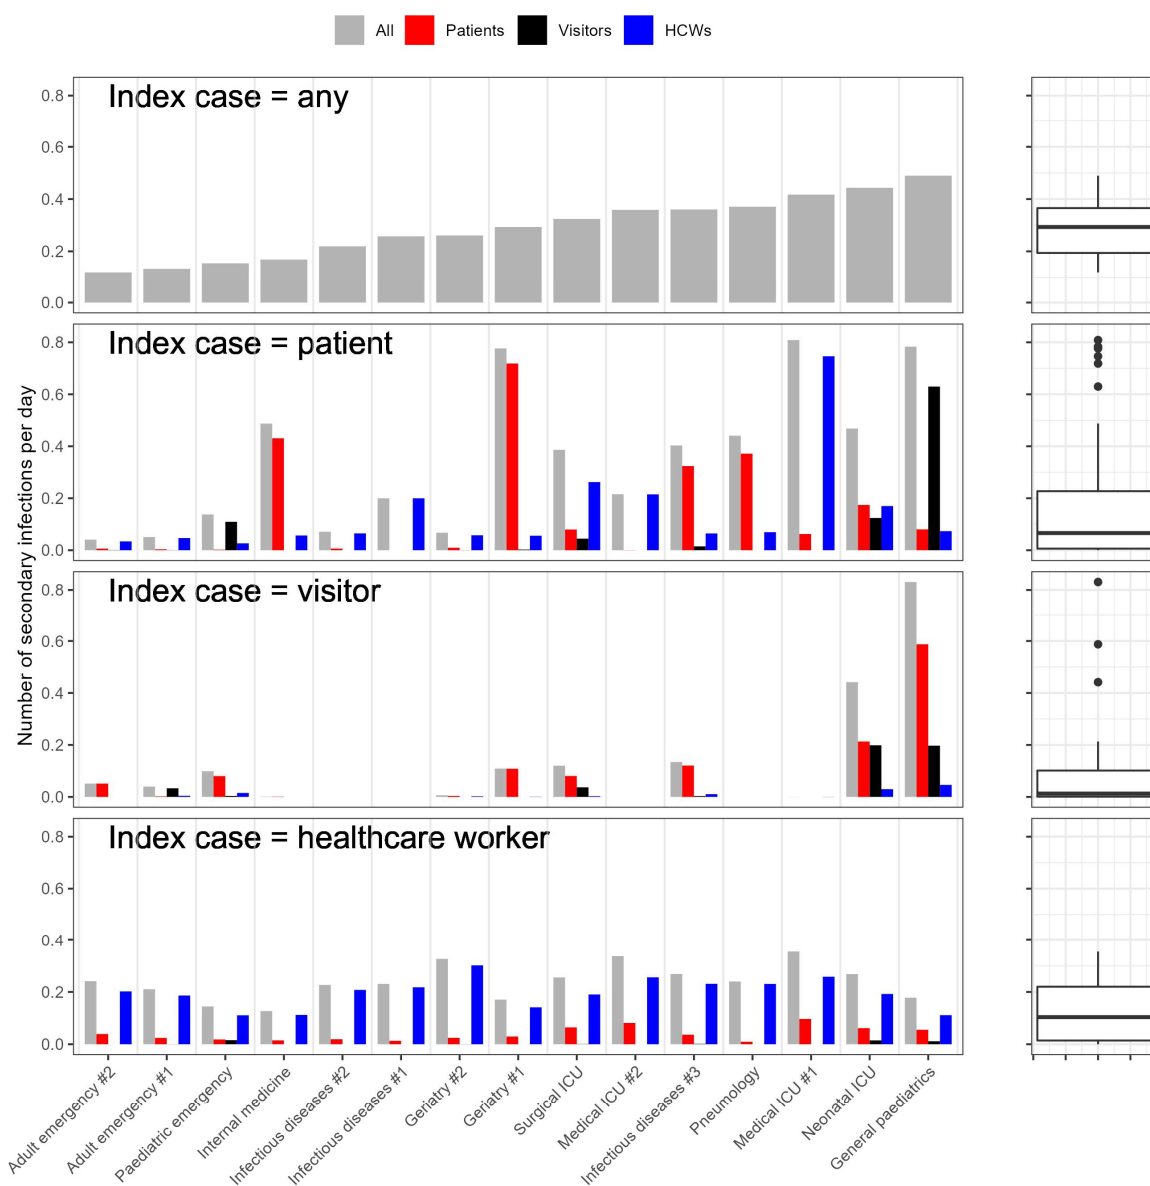 All Patients Visitors HCWs
Number of secondary infections per day
Index case = any
0.8
0.6
0.4
0.2
0.0
Index case = patient
0.8
0.6
0.4
0.2
0.0
Index case = visitor
0.8
0.6
0.4
0.2
0.0
Index case = healthcare worker
0.8
0.6
0.4
0.2
0.0
Adult emergency #2
Adult emergency #1
Paediatric emergency
Internal medicine
Infectious diseases #2
Infectious diseases #1
Geriatry #2
Geriatry #1
Surgical ICU
Medical ICU #2
Infectious diseases #3
Pneumology
Medical ICU #1
Neonatal ICU
General paediatrics